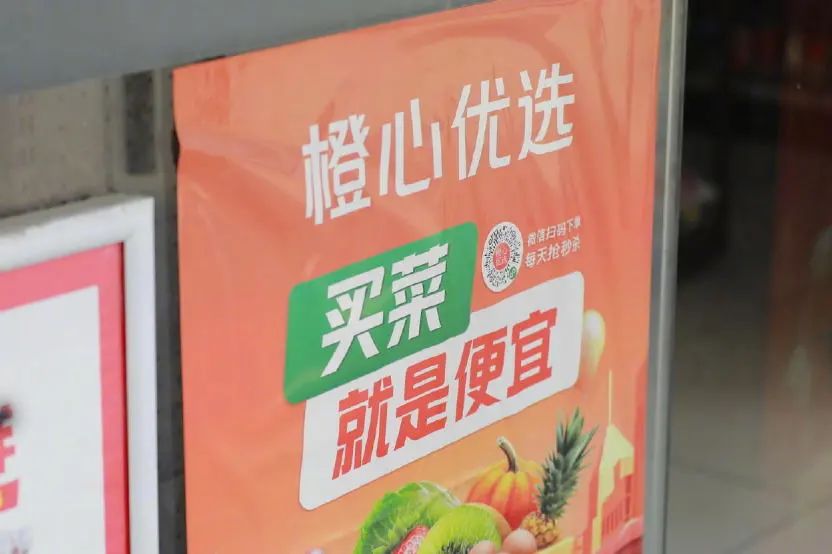 橙心优选
微信扫码下单
每天抢秒杀
买菜
就是便宜